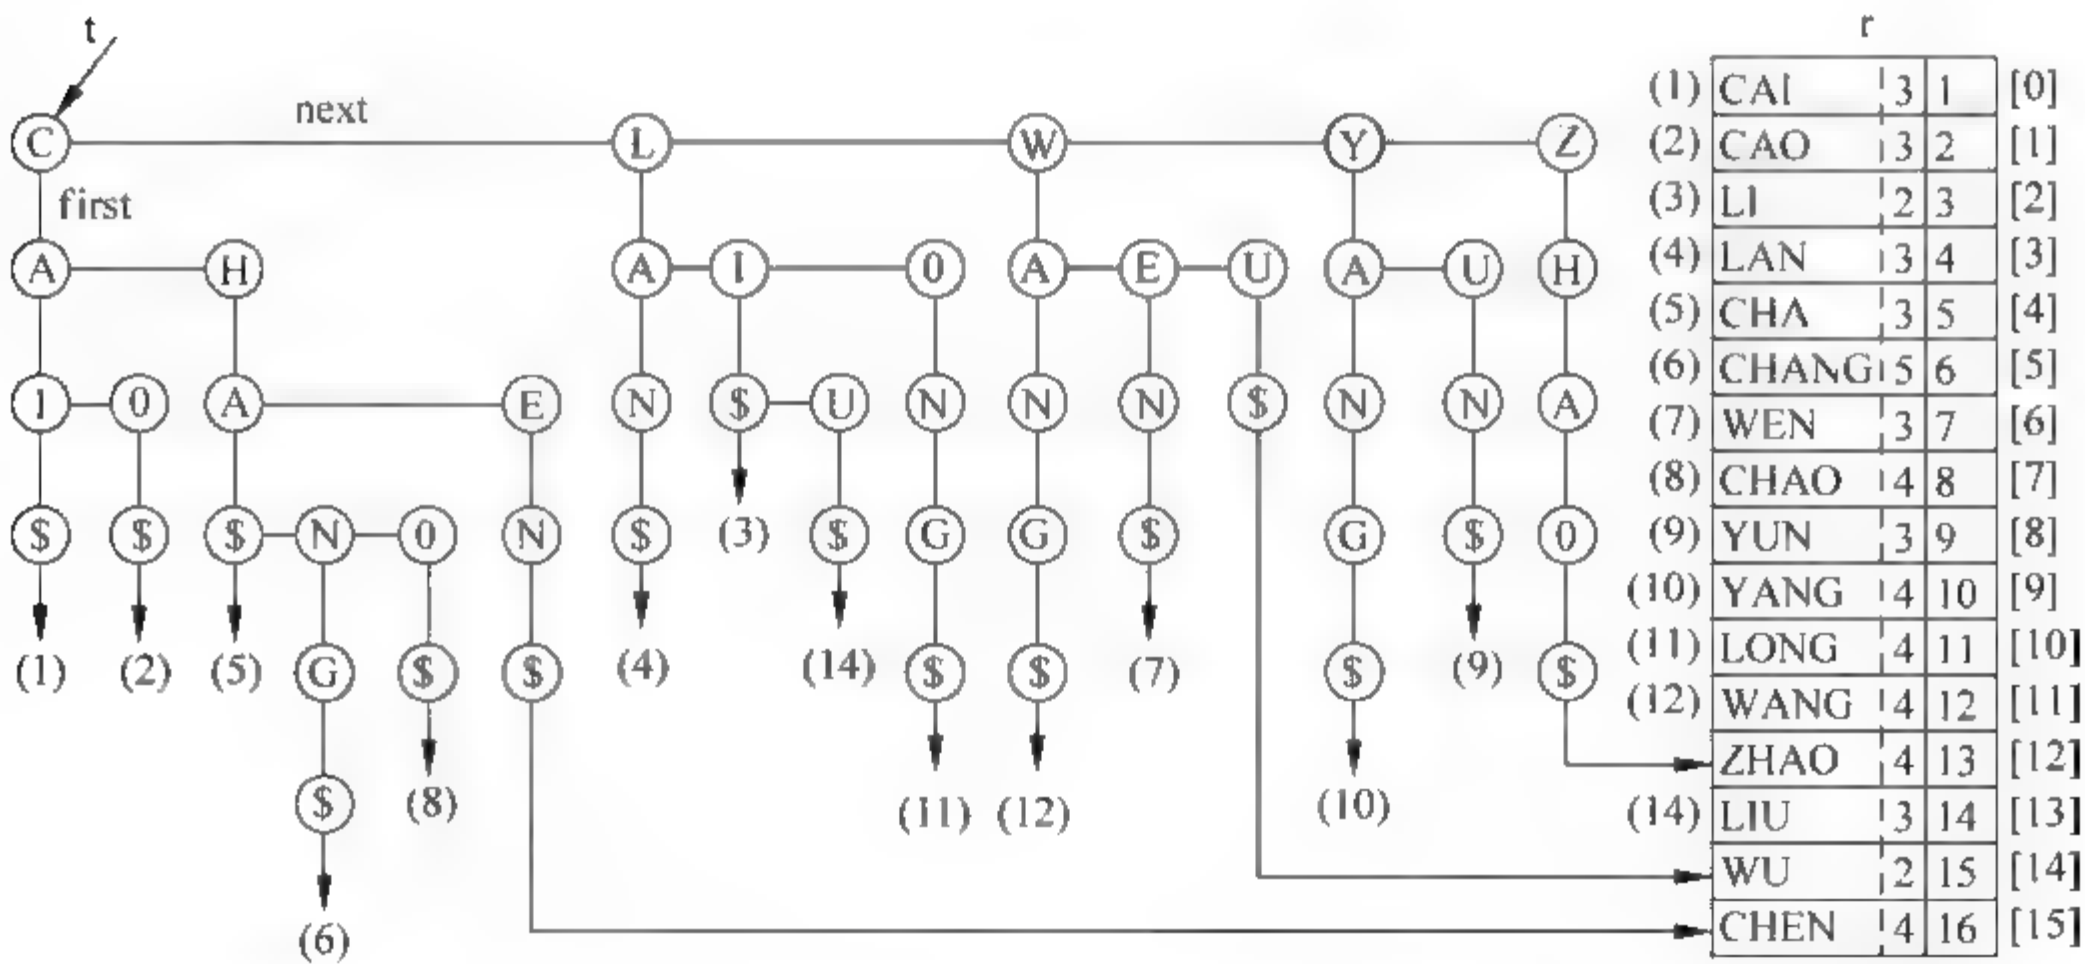 t
r
(1) CAI 3 1 [0]
C next L W Y Z
(2) CAO 3 2 [1]
first
(3) LI 2 3 [2]
A H A I 0 A E U A U H
(4) LAN 3 4 [3]
(5) CHA 3 5 [4]
(6) CHANG 5 6 [5]
I 0 A E N $ U N N N $ N N A
(7) WEN 3 7 [6]
(8) CHAO 4 8 [7]
$ $ $ N 0 N $ (3) $ G G $ G $ 0
(9) YUN 3 9 [8]
(10) YANG 4 10 [9]
(1) (2) (5) G $ $ (4) (14) $ $ (7) $ (9) $
(11) LONG 4 11 [10]
(12) WANG 4 12 [11]
ZHAO 4 13 [12]
$ (8) (11) (12) (10)
(14) LIU 3 14 [13]
WU 2 15 [14]
(6)
CHEN 4 16 [15]